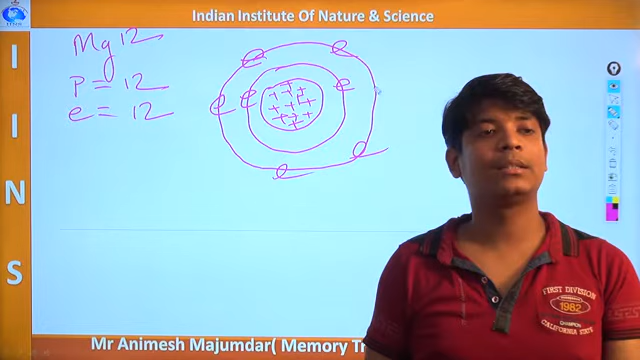 Indian Institute Of Nature & Science
I
I
N
S
Mg 12
p = 12
e = 12
e e
e e e
+ + +
+ + +
+ + +
+
e e
FIRST DIVISION
1982
CHAMPION
CALIFORNIA STATE
Mr Animesh Majumdar( Memory Tr